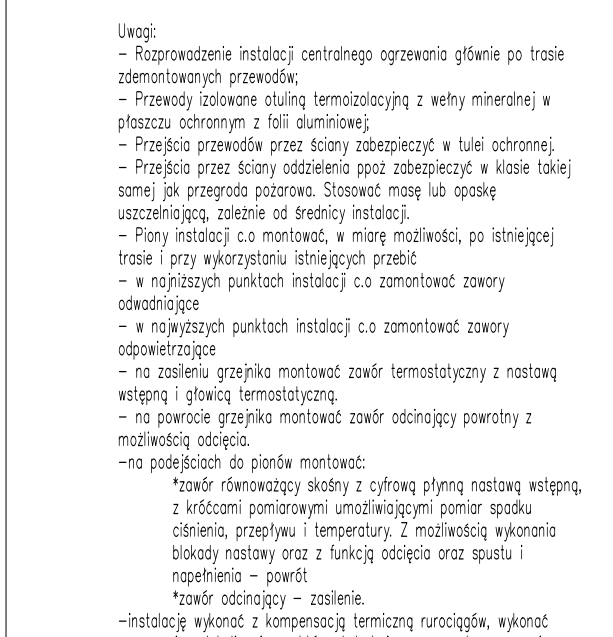 Uwagi:
– Rozprowadzenie instalacji centralnego ogrzewania głównie po trasie
zdemontowanych przewodów;
– Przewody izolowane otuliną termoizolacyjną z wełny mineralnej w
płaszczu ochronnym z folii aluminiowej;
– Przejścia przewodów przez ściany zabezpieczyć w tulei ochronnej.
– Przejścia przez ściany oddzielenia ppoż zabezpieczyć w klasie takiej
samej jak przegroda pożarowa. Stosować masę lub opaskę
uszczelniającą, zależnie od średnicy instalacji.
– Piony instalacji c.o montować, w miarę możliwości, po istniejącej
trasie i przy wykorzystaniu istniejących przebić
– w najniższych punktach instalacji c.o zamontować zawory
odwadniające
– w najwyższych punktach instalacji c.o zamontować zawory
odpowietrzające
– na zasileniu grzejnika montować zawór termostatyczny z nastawą
wstępną i głowicą termostatyczną.
– na powrocie grzejnika montować zawór odcinający powrotny z
możliwością odcięcia.
–na podejściach do pionów montować:
*zawór równoważący skośny z cyfrową płynną nastawą wstępną,
z króćcami pomiarowymi umożliwiającymi pomiar spadku
ciśnienia, przepływu i temperatury. Z możliwością wykonania
blokady nastawy oraz z funkcją odcięcia oraz spustu i
napełnienia – powrót
*zawór odcinający – zasilenie.
–instalację wykonać z kompensacją termiczną rurociągów, wykonać